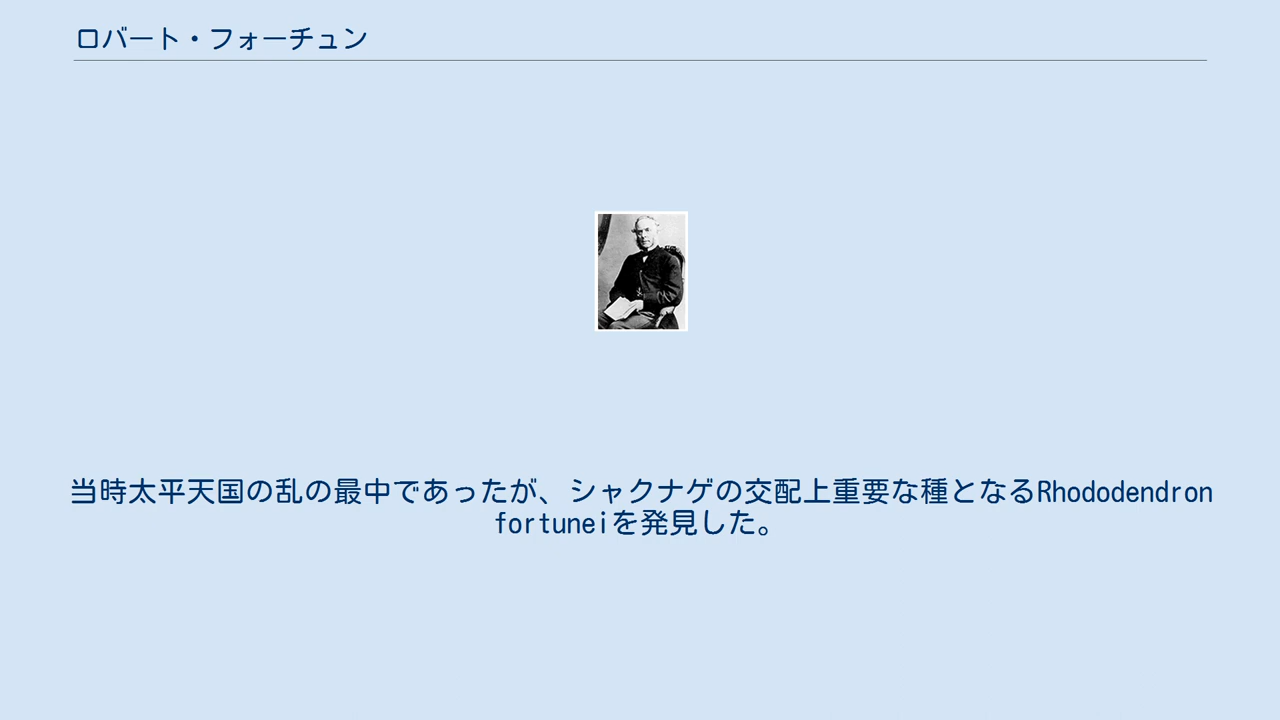 ロバート・フォーチュン
当時太平天国の乱の最中であったが、シャクナゲの交配上重要な種となるRhododendron
fortuneiを発見した。